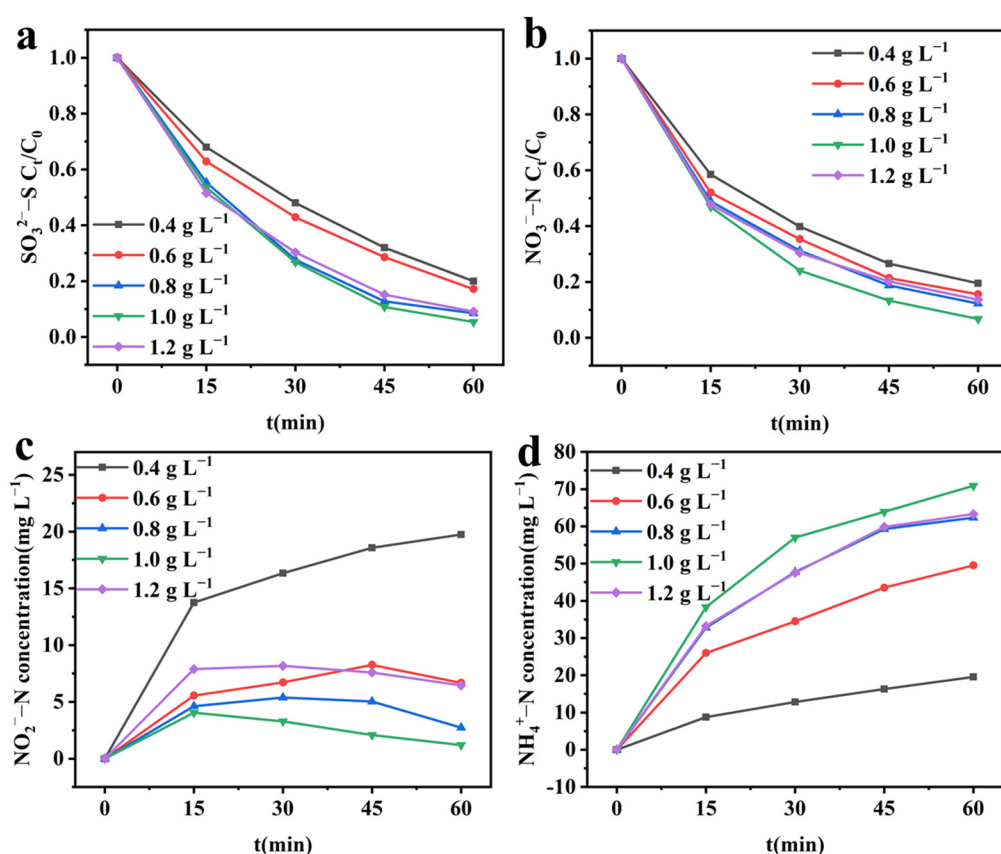 a
SO₃²⁻–S Cₜ/C₀
1.0
0.8
0.6
0.4
0.2
0.0
0.4 g L⁻¹
0.6 g L⁻¹
0.8 g L⁻¹
1.0 g L⁻¹
1.2 g L⁻¹
0 15 30 45 60
t(min)
b
NO₃⁻–N Cₜ/C₀
1.0
0.8
0.6
0.4
0.2
0.0
0.4 g L⁻¹
0.6 g L⁻¹
0.8 g L⁻¹
1.0 g L⁻¹
1.2 g L⁻¹
0 15 30 45 60
t(min)
c
NO₂⁻–N concentration(mg L⁻¹)
25
20
15
10
5
0
0.4 g L⁻¹
0.6 g L⁻¹
0.8 g L⁻¹
1.0 g L⁻¹
1.2 g L⁻¹
0 15 30 45 60
t(min)
d
NH₄⁺–N concentration(mg L⁻¹)
80
70
60
50
40
30
20
10
0
-10
0.4 g L⁻¹
0.6 g L⁻¹
0.8 g L⁻¹
1.0 g L⁻¹
1.2 g L⁻¹
0 15 30 45 60
t(min)